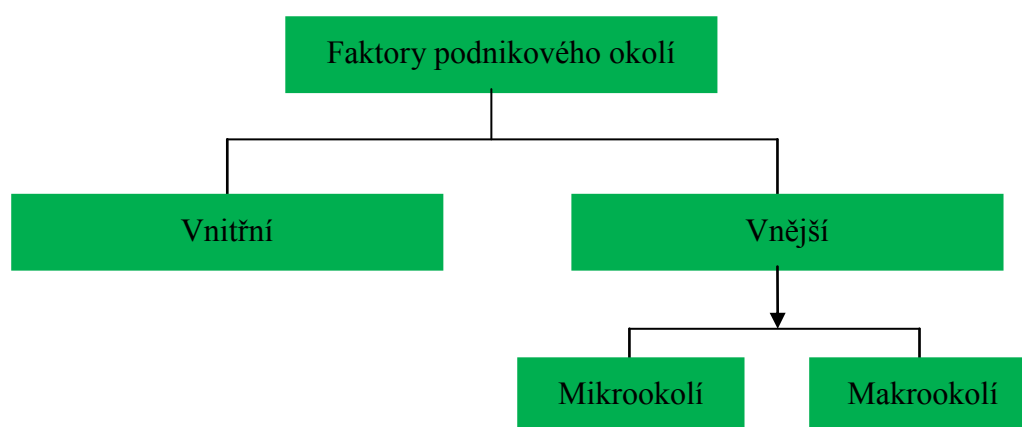 Faktory podnikového okolí
Vnitřní
Vnější
Mikrookolí
Makrookolí